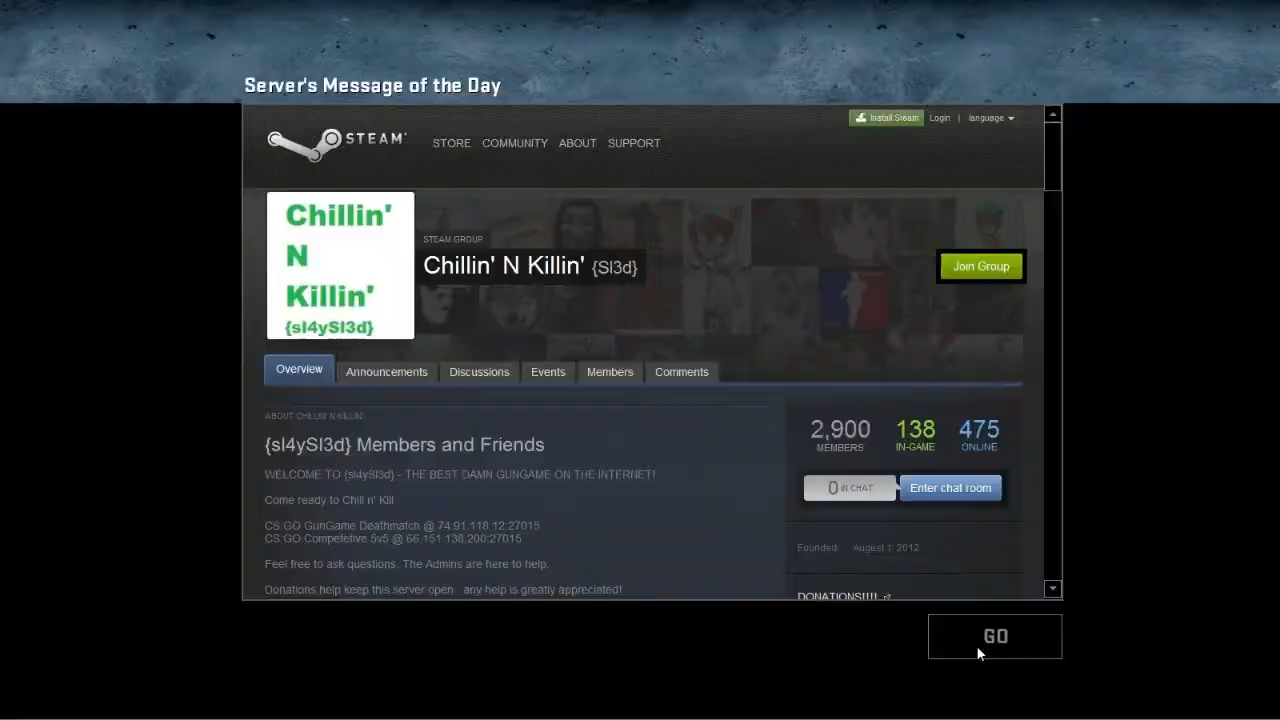 Server's Message of the Day
Install Steam Login | language
STEAM
STORE COMMUNITY ABOUT SUPPORT
Chillin'
N
Killin'
{sl4ySl3d}
STEAM GROUP
Chillin' N Killin' {Sl3d}
Join Group
Overview Announcements Discussions Events Members Comments
ABOUT CHILLIN' N KILLIN'
{sl4ySl3d} Members and Friends
WELCOME TO {sl4ySl3d} - THE BEST DAMN GUNGAME ON THE INTERNET!
Come ready to Chill n' Kill
CS GO GunGame Deathmatch @ 74.91.118.12:27015
CS GO Competetive 5v5 @ 66.151.138.200:27015
Feel free to ask questions. The Admins are here to help.
Donations help keep this server open any help is greatly appreciated!
2,900 138 475
MEMBERS IN-GAME ONLINE
0 IN CHAT Enter chat room
Founded August 1, 2012
DONATIONS!!!!
GO